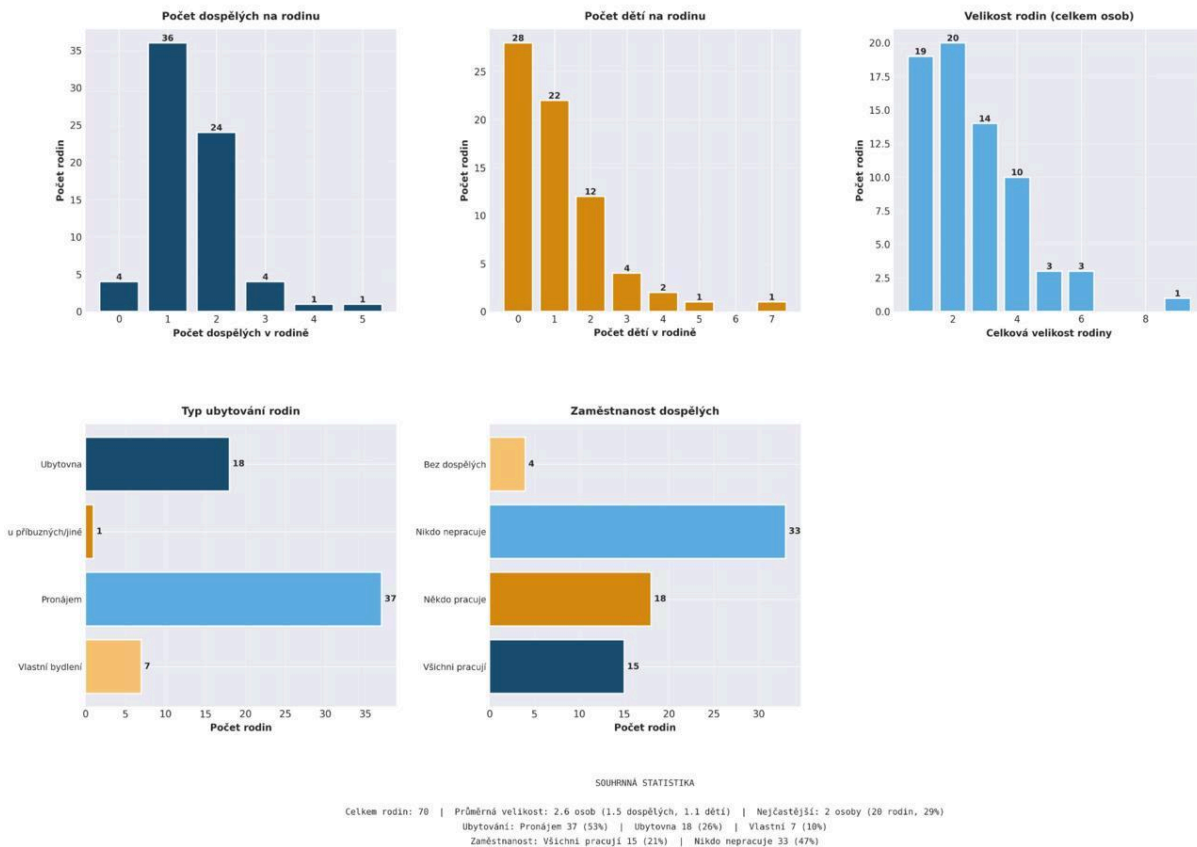 Počet dospělých na rodinu
Počet rodin
35
30
25
20
15
10
5
0
4
36
24
4
1
1
0 1 2 3 4 5
Počet dospělých v rodině
Počet dětí na rodinu
Počet rodin
25
20
15
10
5
0
28
22
12
4
2
1
1
0 1 2 3 4 5 6 7
Počet dětí v rodině
Velikost rodin (celkem osob)
Počet rodin
20.0
17.5
15.0
12.5
10.0
7.5
5.0
2.5
0.0
19
20
14
10
3
3
1
2 4 6 8
Celková velikost rodiny
Typ ubytování rodin
Ubytovna 18
u příbuzných/jiné 1
Pronájem 37
Vlastní bydlení 7
0 5 10 15 20 25 30 35
Počet rodin
Zaměstnanost dospělých
Bez dospělých 4
Nikdo nepracuje 33
Někdo pracuje 18
Všichni pracují 15
0 5 10 15 20 25 30
Počet rodin
SOUHRNNÁ STATISTIKA
Celkem rodin: 70 | Průměrná velikost: 2.6 osob (1.5 dospělých, 1.1 dětí) | Nejčastější: 2 osoby (20 rodin, 29%)
Ubytování: Pronájem 37 (53%) | Ubytovna 18 (26%) | Vlastní 7 (10%)
Zaměstnanost: Všichni pracují 15 (21%) | Nikdo nepracuje 33 (47%)